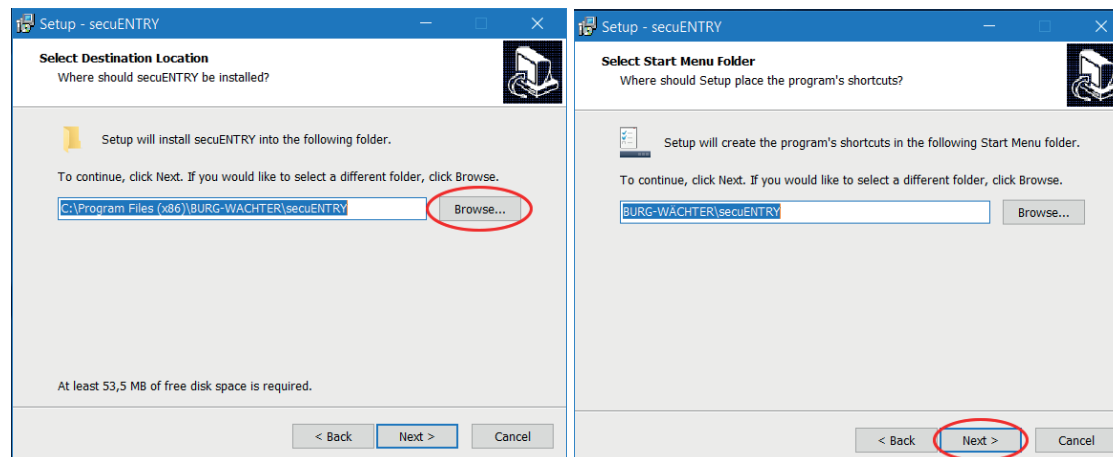 Setup - secuENTRY
Select Destination Location
Where should secuENTRY be installed?
Setup will install secuENTRY into the following folder.
To continue, click Next. If you would like to select a different folder, click Browse.
C:\Program Files (x86)\BURG-WACHTER\secuENTRY
Browse...
At least 53,5 MB of free disk space is required.
< Back
Next >
Cancel
Setup - secuENTRY
Select Start Menu Folder
Where should Setup place the program's shortcuts?
Setup will create the program's shortcuts in the following Start Menu folder.
To continue, click Next. If you would like to select a different folder, click Browse.
BURG-WÄCHTER\secuENTRY
Browse...
< Back
Next >
Cancel